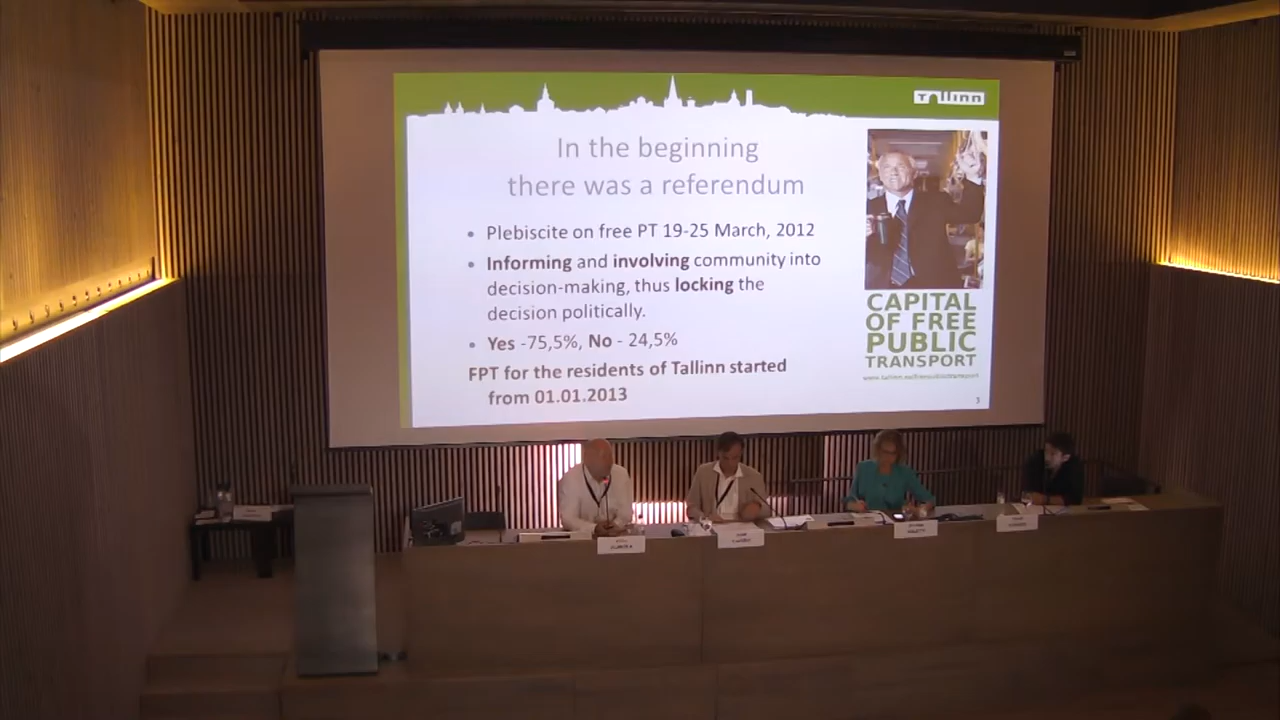 Tallinn
In the beginning
there was a referendum
• Plebiscite on free PT 19-25 March, 2012
• Informing and involving community into
decision-making, thus locking the
decision politically.
• Yes -75,5%, No - 24,5%
FPT for the residents of Tallinn started
from 01.01.2013
CAPITAL
OF FREE
PUBLIC
TRANSPORT
3